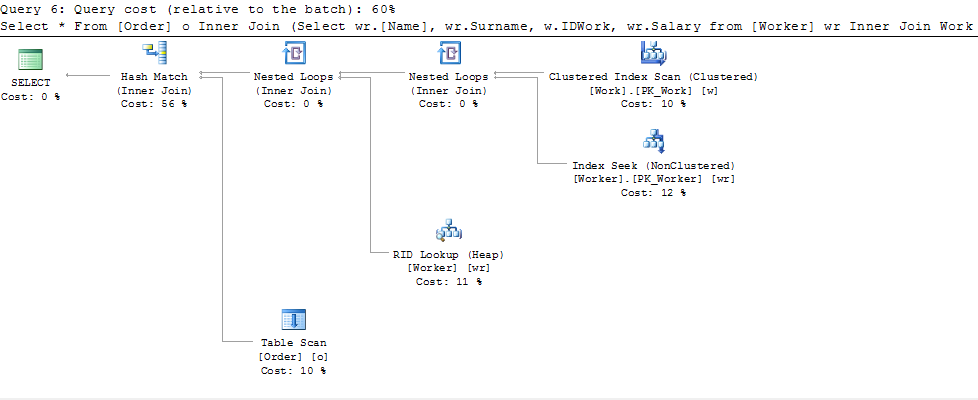 Query 6: Query cost (relative to the batch): 60%
Select * From [Order] o Inner Join (Select wr.[Name], wr.Surname, w.IDWork, wr.Salary from [Worker] wr Inner Join Work
SELECT
Cost: 0 %
Hash Match
(Inner Join)
Cost: 56 %
Nested Loops
(Inner Join)
Cost: 0 %
Nested Loops
(Inner Join)
Cost: 0 %
Clustered Index Scan (Clustered)
[Work].[PK_Work] [w]
Cost: 10 %
Index Seek (NonClustered)
[Worker].[PK_Worker] [wr]
Cost: 12 %
RID Lookup (Heap)
[Worker] [wr]
Cost: 11 %
Table Scan
[Order] [o]
Cost: 10 %